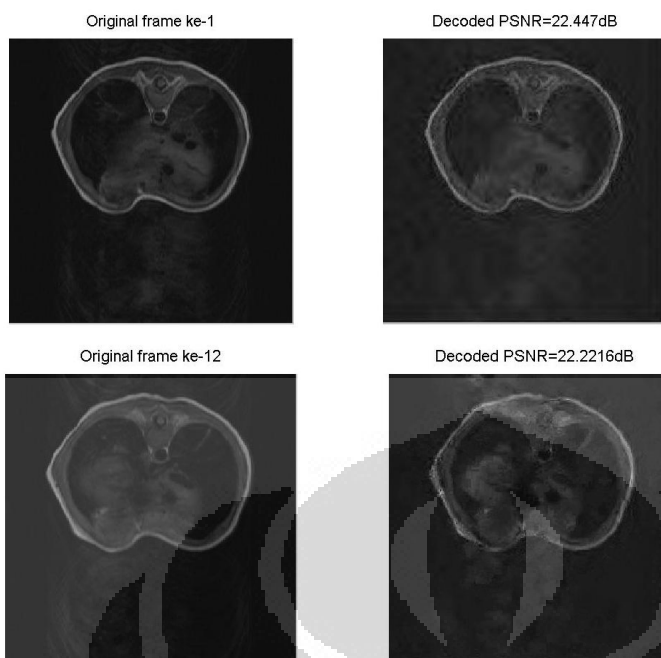 Original frame ke-1
Decoded PSNR=22.447dB
Original frame ke-12
Decoded PSNR=22.2216dB